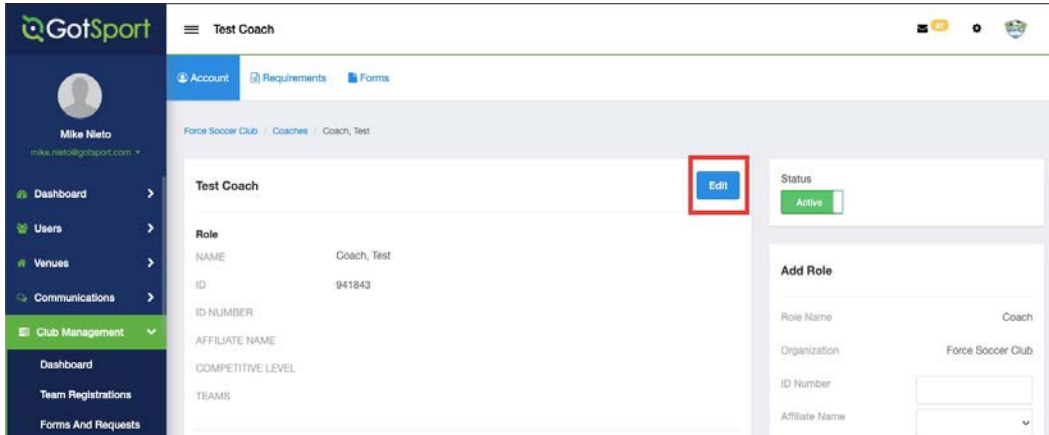 GotSport
Test Coach
27
Account Requirements Forms
Mike Nieto
mike.nieto@gotsport.com
Force Soccer Club / Coaches / Coach, Test
Dashboard
Users
Venues
Communications
Club Management
Dashboard
Team Registrations
Forms And Requests
Test Coach
Edit
Role
NAME Coach, Test
ID 941843
ID NUMBER
AFFILIATE NAME
COMPETITIVE LEVEL
TEAMS
Status
Active
Add Role
Role Name Coach
Organization Force Soccer Club
ID Number
Affiliate Name